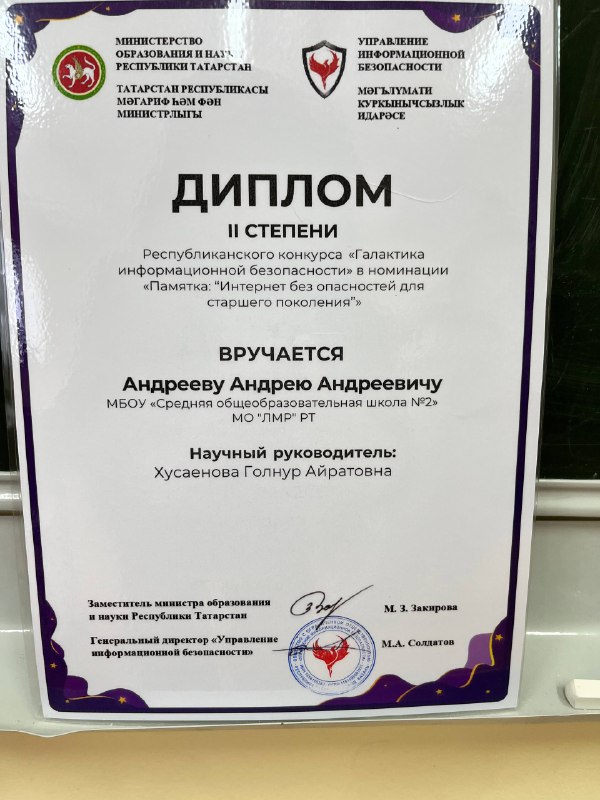 МИНИСТЕРСТВО
ОБРАЗОВАНИЯ И НАУК
РЕСПУБЛИКИ ТАТАРСТАН
ТАТАРСТАН РЕСПУБЛИКАСЫ
МӘГАРИФ ҺӘМ ФӘН
МИНИСТРЛЫГЫ
УПРАВЛЕНИЕ
ИНФОРМАЦИОННОЙ
БЕЗОПАСНОСТИ
МӘГЪЛҮМАТИ
КУРКЫНЫЧСЫЗЛЫК
ИДАРӘСЕ
ДИПЛОМ
II СТЕПЕНИ
Республиканского конкурса «Галактика
информационной безопасности» в номинации
«Памятка: “Интернет без опасностей для
старшего поколения”»
ВРУЧАЕТСЯ
Андрееву Андрею Андреевичу
МБОУ «Средняя общеобразовательная школа №2»
МО "ЛМР" РТ
Научный руководитель:
Хусаенова Голнур Айратовна
Заместитель министра образования
и науки Республики Татарстан
М. З. Закирова
Генеральный директор «Управление
информационной безопасности»
М.А. Солдатов